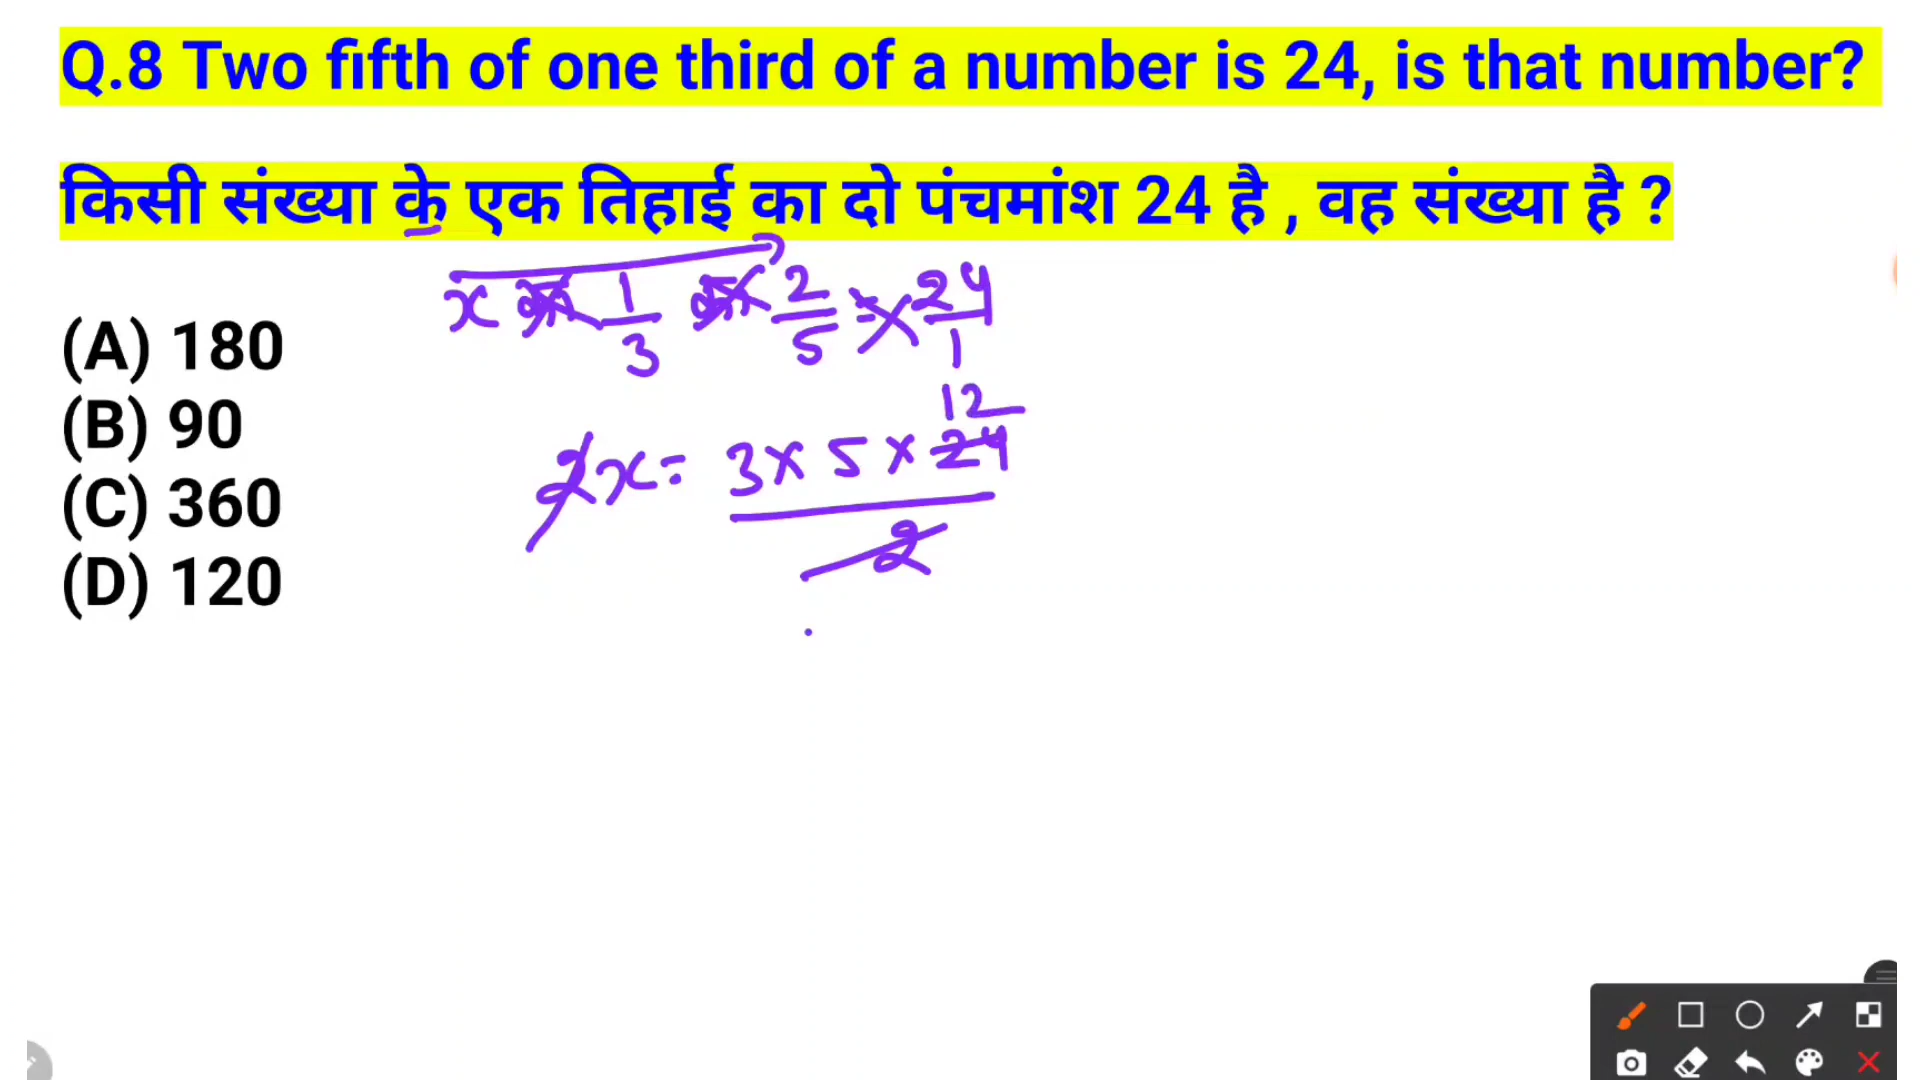 Q.8 Two fifth of one third of a number is 24, is that number?
किसी संख्या के एक तिहाई का दो पंचमांश 24 है , वह संख्या है ?
x 1/3 2/5 = 24/1
(A) 180
(B) 90
(C) 360
(D) 120
12
2x = 3 x 5 x 24
2